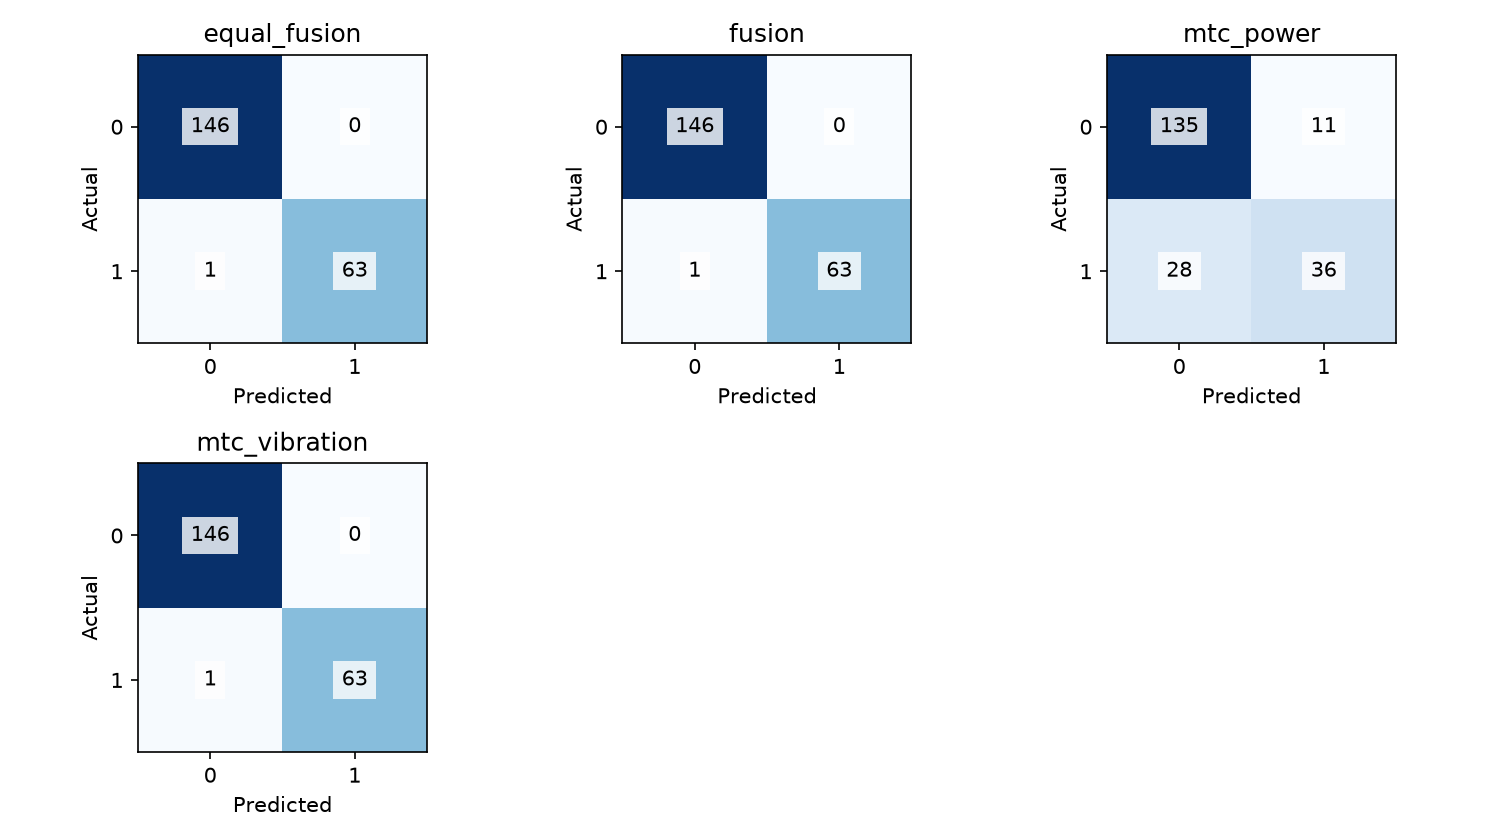 equal_fusion
0 146 0
1 1 63
0 1
Actual
Predicted
fusion
0 146 0
1 1 63
0 1
Actual
Predicted
mtc_power
0 135 11
1 28 36
0 1
Actual
Predicted
mtc_vibration
0 146 0
1 1 63
0 1
Actual
Predicted